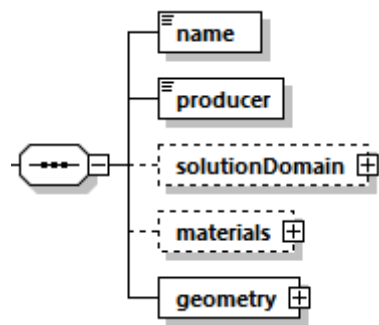 name
producer
solutionDomain
materials
geometry